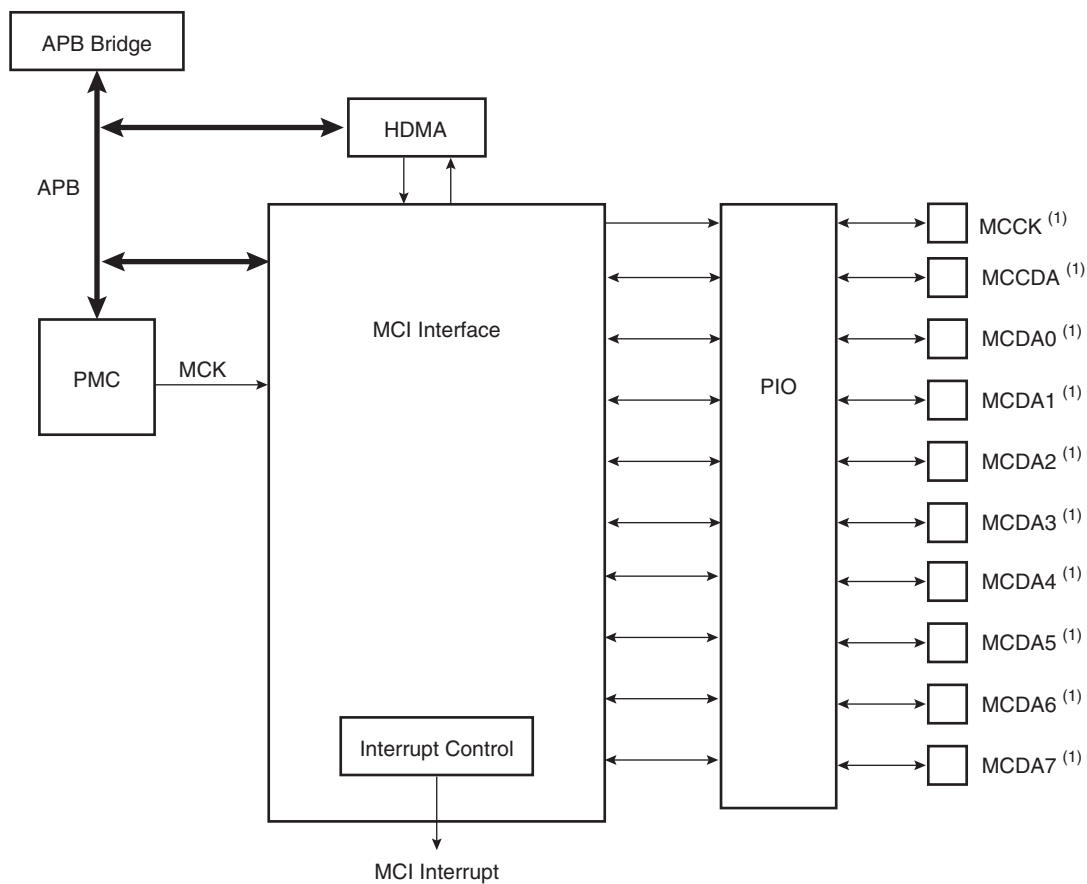 APB Bridge
HDMA
APB
MCCK (1)
MCCDA (1)
MCI Interface
MCDA0 (1)
PMC
MCK
PIO
MCDA1 (1)
MCDA2 (1)
MCDA3 (1)
MCDA4 (1)
MCDA5 (1)
MCDA6 (1)
Interrupt Control
MCDA7 (1)
MCI Interrupt